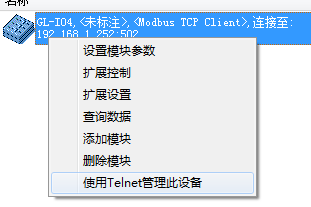 名称
GL-IO4,<未标注>,<Modbus TCP Client>,连接至:
192.168.1.252:502
设置模块参数
扩展控制
扩展设置
查询数据
添加模块
删除模块
使用Telnet管理此设备